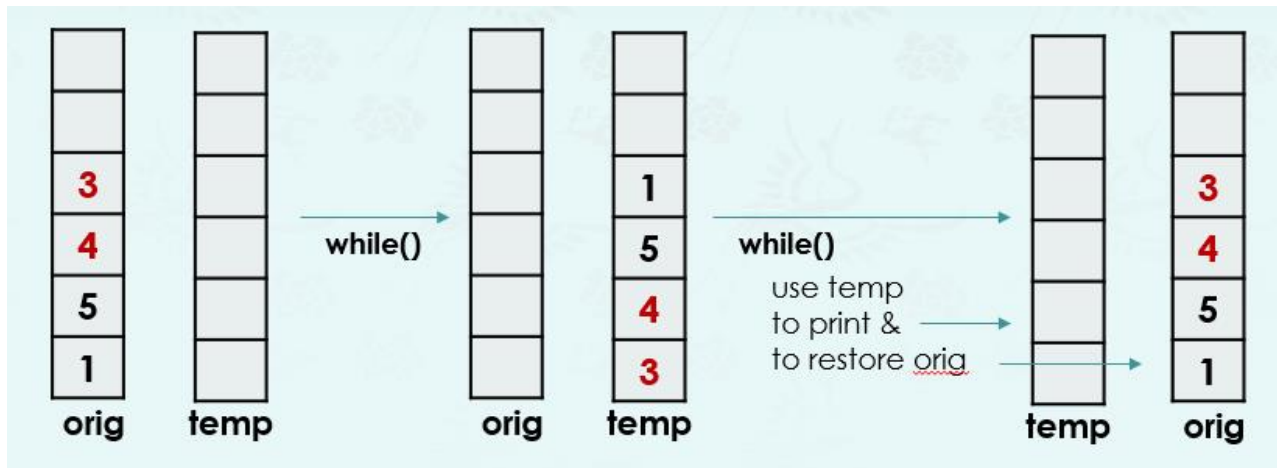 3
4
5
1
orig
temp
while()
orig
1
5
4
3
temp
while()
use temp
to print &
to restore orig
temp
3
4
5
1
orig